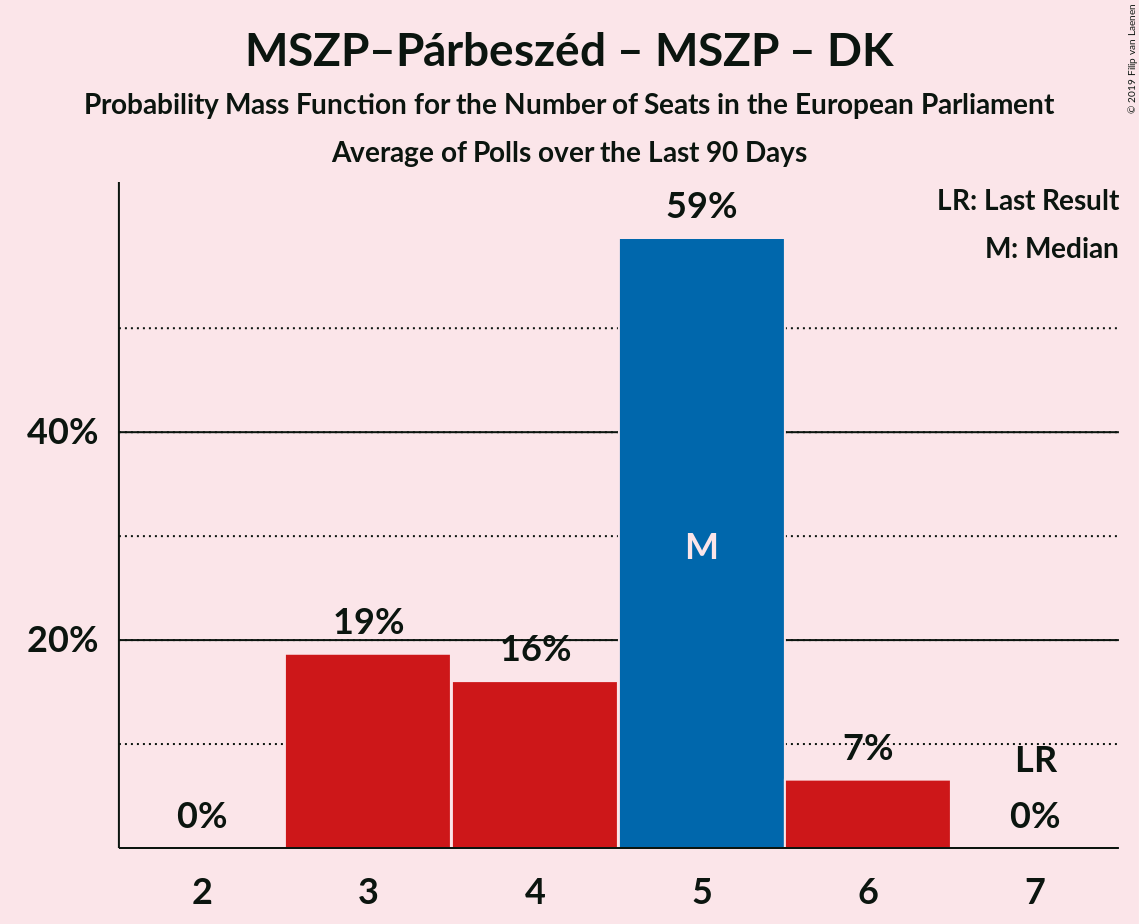 MSZP–Párbeszéd – MSZP – DK
Probability Mass Function for the Number of Seats in the European Parliament
Average of Polls over the Last 90 Days
© 2019 Filip van Laenen
LR: Last Result
M: Median
59%
40%
M
20%
19%
16%
7%
LR
0%
0%
2 3 4 5 6 7